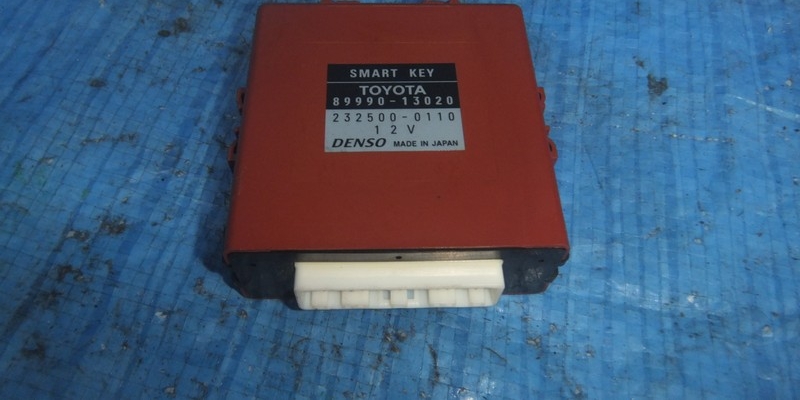 SMART KEY
TOYOTA
89990-13020
232500-0110
12V
DENSO MADE IN JAPAN